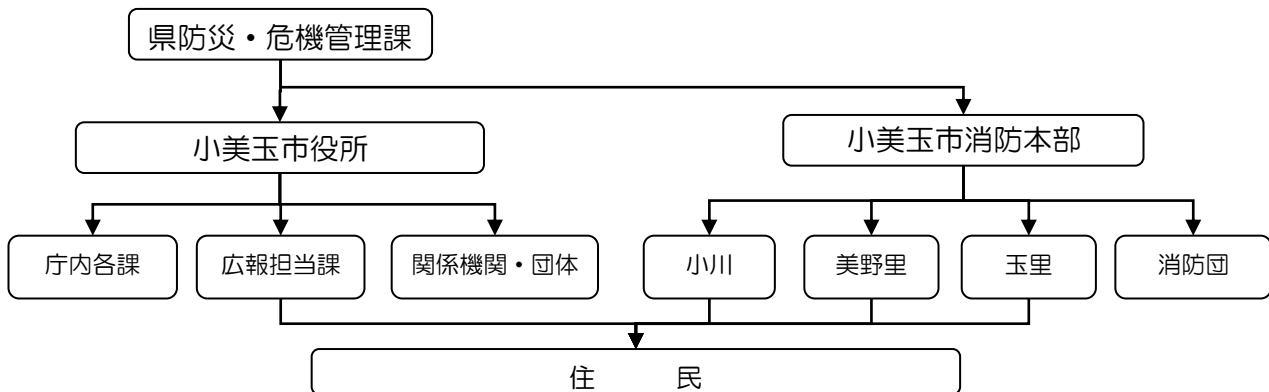 県防災・危機管理課
小美玉市役所
小美玉市消防本部
庁内各課
広報担当課
関係機関・団体
小川
美野里
玉里
消防団
住　　　民